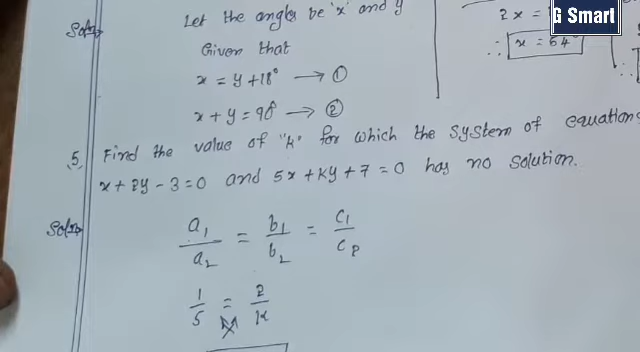 Soln
Let the angles be 'x' and y
Given that
x = y + 18° → ①
x + y = 90° → ②
2x =
∴ x = 54°
G Smart
5. Find the value of "k" for which the system of equations
x + 2y - 3 = 0 and 5x + ky + 7 = 0 has no solution.
Soln
a₁/a₂ = b₁/b₂ = c₁/c₂
1/5 = 2/k